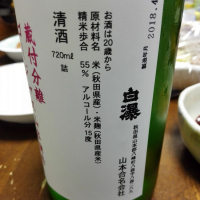 2018.4
白瀑
山本合名会社
お酒は20歳から
原材料名 米(秋田県産)・米麹(秋田県産米)
精米歩合 55% アルコール分 15度
清酒
720ml 詰
蔵付分離